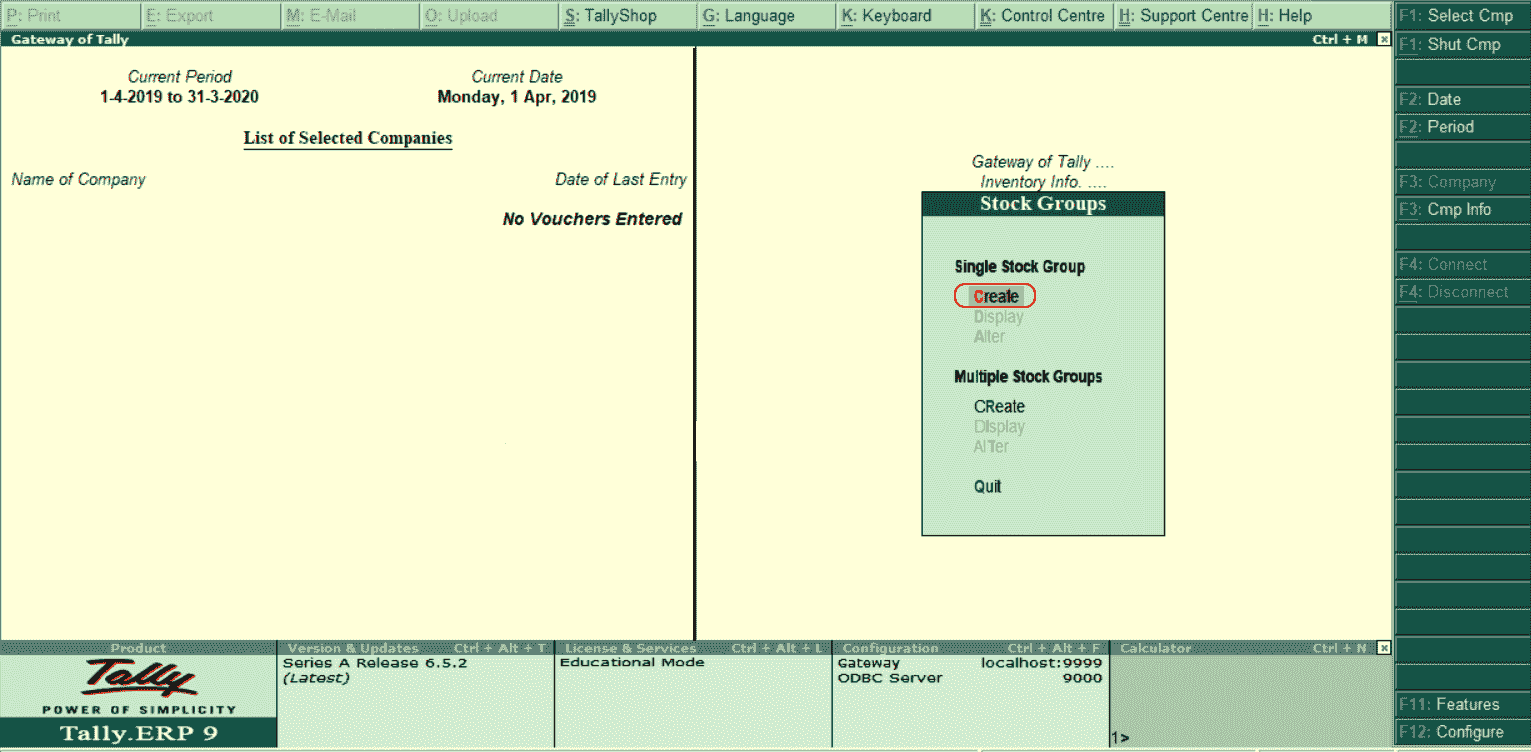 P: Print E: Export M: E-Mail O: Upload S: TallyShop G: Language K: Keyboard K: Control Centre H: Support Centre H: Help
Gateway of Tally Ctrl + M
Current Period Current Date
1-4-2019 to 31-3-2020 Monday, 1 Apr, 2019
List of Selected Companies
Name of Company Date of Last Entry
No Vouchers Entered
Gateway of Tally ....
Inventory Info. ....
Stock Groups
Single Stock Group
Create
Display
Alter
Multiple Stock Groups
CReate
DIsplay
AlTer
Quit
F1: Select Cmp
F1: Shut Cmp
F2: Date
F2: Period
F3: Company
F3: Cmp Info
F4: Connect
F4: Disconnect
F11: Features
F12: Configure
Product
Tally
POWER OF SIMPLICITY
Tally.ERP 9
Version & Updates Ctrl + Alt + T
Series A Release 6.5.2
(Latest)
License & Services Ctrl + Alt + L
Educational Mode
Configuration Ctrl + Alt + F
Gateway localhost:9999
ODBC Server 9000
Calculator Ctrl + N
1>